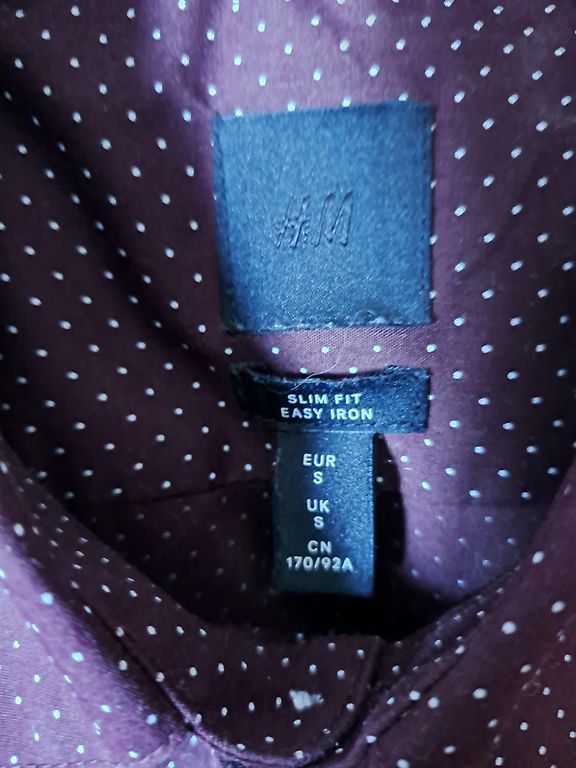 H&M
SLIM FIT
EASY IRON
EUR
S
UK
S
CN
170/92A